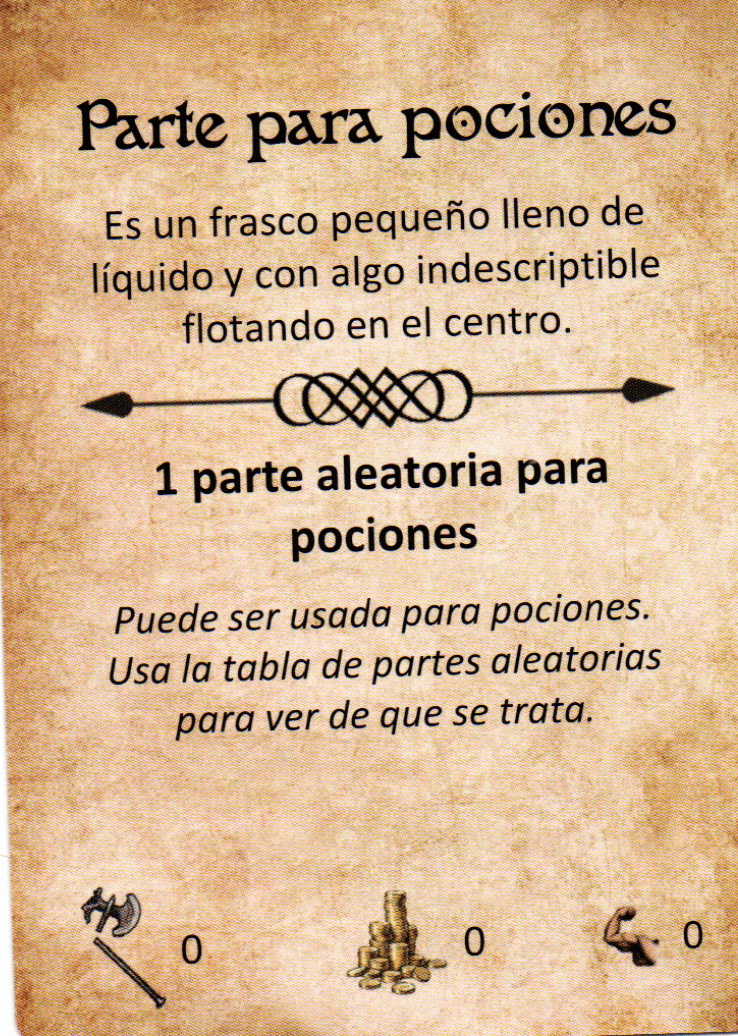 Parte para pociones
Es un frasco pequeño lleno de
líquido y con algo indescriptible
flotando en el centro.
1 parte aleatoria para
pociones
Puede ser usada para pociones.
Usa la tabla de partes aleatorias
para ver de que se trata.
0 0 0